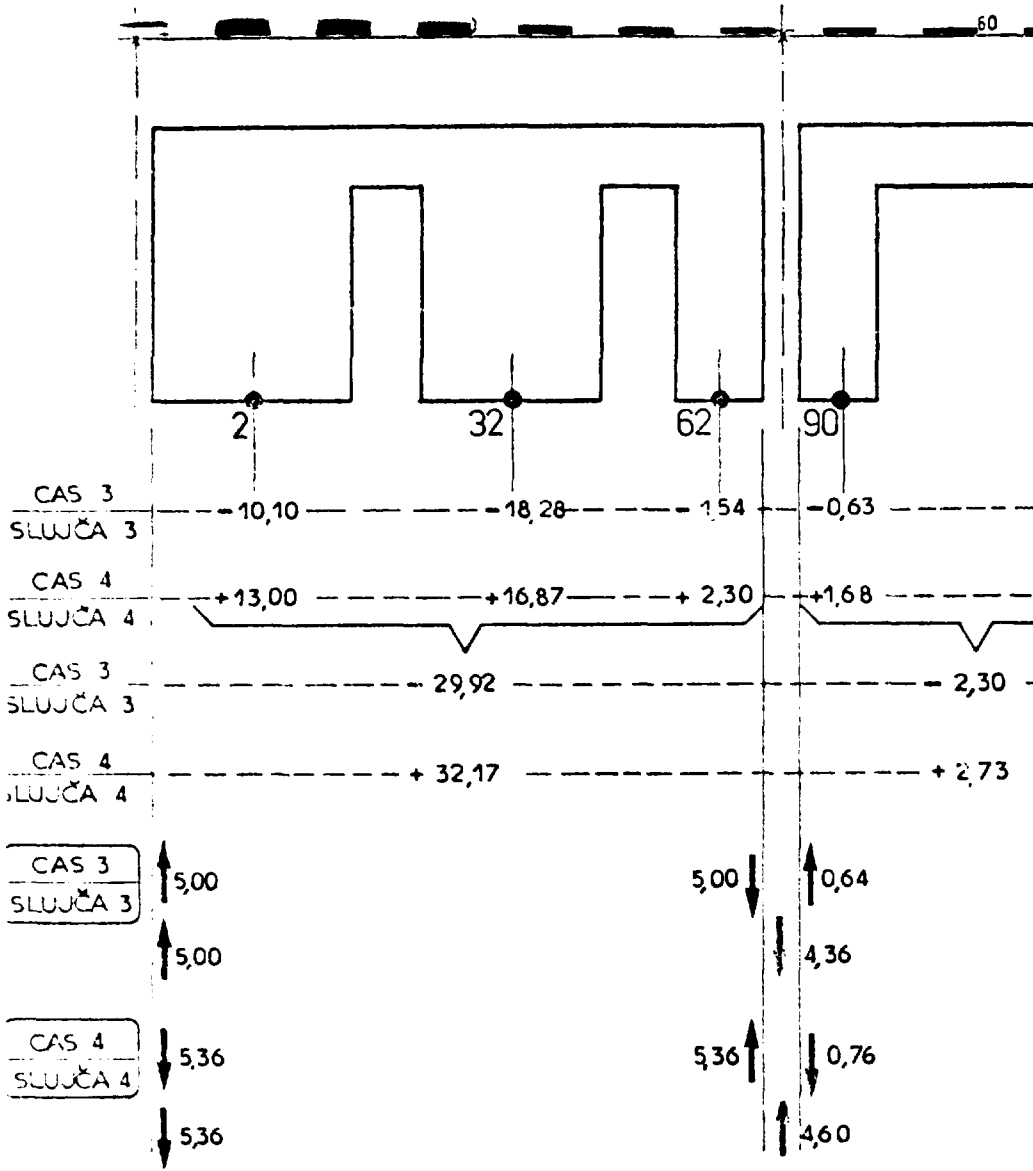 60
2 32 62 90
CAS 3
SLUJČA 3
- 10,10 - 18,28 - 1,54 - 0,63
CAS 4
SLUJČA 4
+ 13,00 + 16,87 + 2,30 + 1,68
CAS 3
SLUJČA 3
- 29,92 - 2,30
CAS 4
SLUJČA 4
+ 32,17 + 2,73
CAS 3
SLUJČA 3
5,00 5,00 0,64
5,00 4,36
CAS 4
SLUJČA 4
5,36 5,36 0,76
5,36 4,60